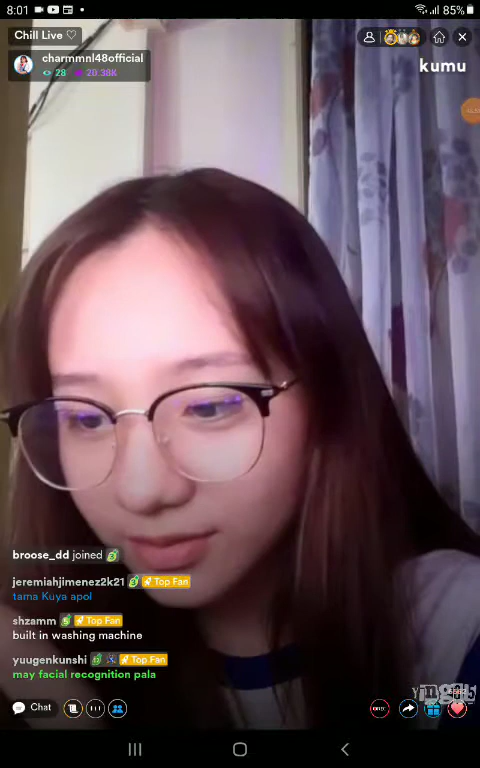 8:01
85%
Chill Live ♡
charmmnl48official
28 20.38K
kumu
broose_dd joined
jeremiahjimenez2k21 Top Fan
tama Kuya apol
shzamm Top Fan
built in washing machine
yuugenkunshi Top Fan
may facial recognition pala
Chat